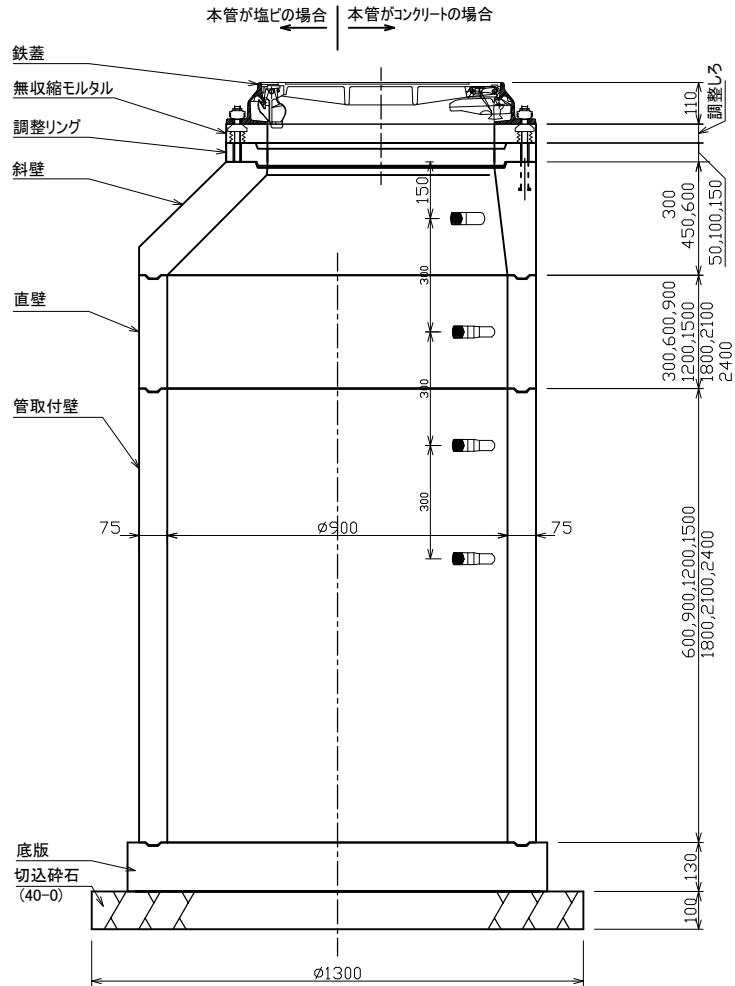 本管が塩ビの場合
本管がコンクリートの場合
鉄蓋
無収縮モルタル
調整リング
斜壁
直壁
管取付壁
底版
切込砕石
(40-0)
110
調整しろ
50,100,150
300
450,600
150
300
300
300
300,600,900
1200,1500
1800,2100
2400
75
ø900
75
600,900,1200,1500
1800,2100,2400
130
100
ø1300